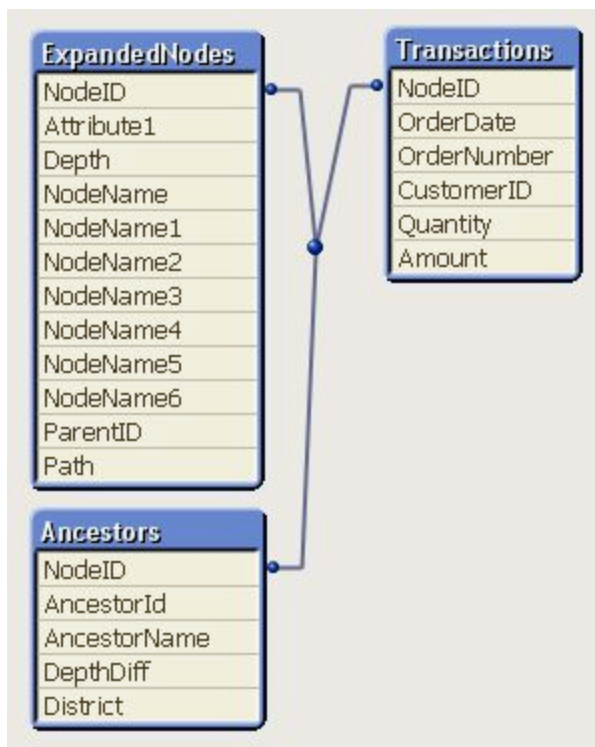 ExpandedNodes
NodeID
Attribute1
Depth
NodeName
NodeName1
NodeName2
NodeName3
NodeName4
NodeName5
NodeName6
ParentID
Path
Transactions
NodeID
OrderDate
OrderNumber
CustomerID
Quantity
Amount
Ancestors
NodeID
AncestorId
AncestorName
DepthDiff
District